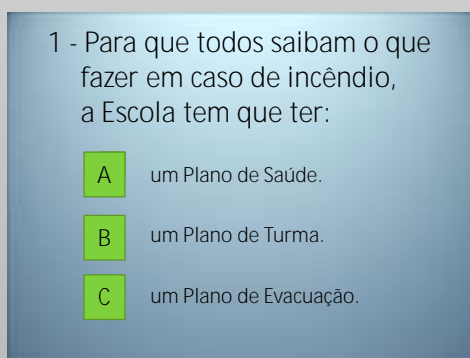 1 - Para que todos saibam o que
fazer em caso de incêndio,
a Escola tem que ter:
A um Plano de Saúde.
B um Plano de Turma.
C um Plano de Evacuação.